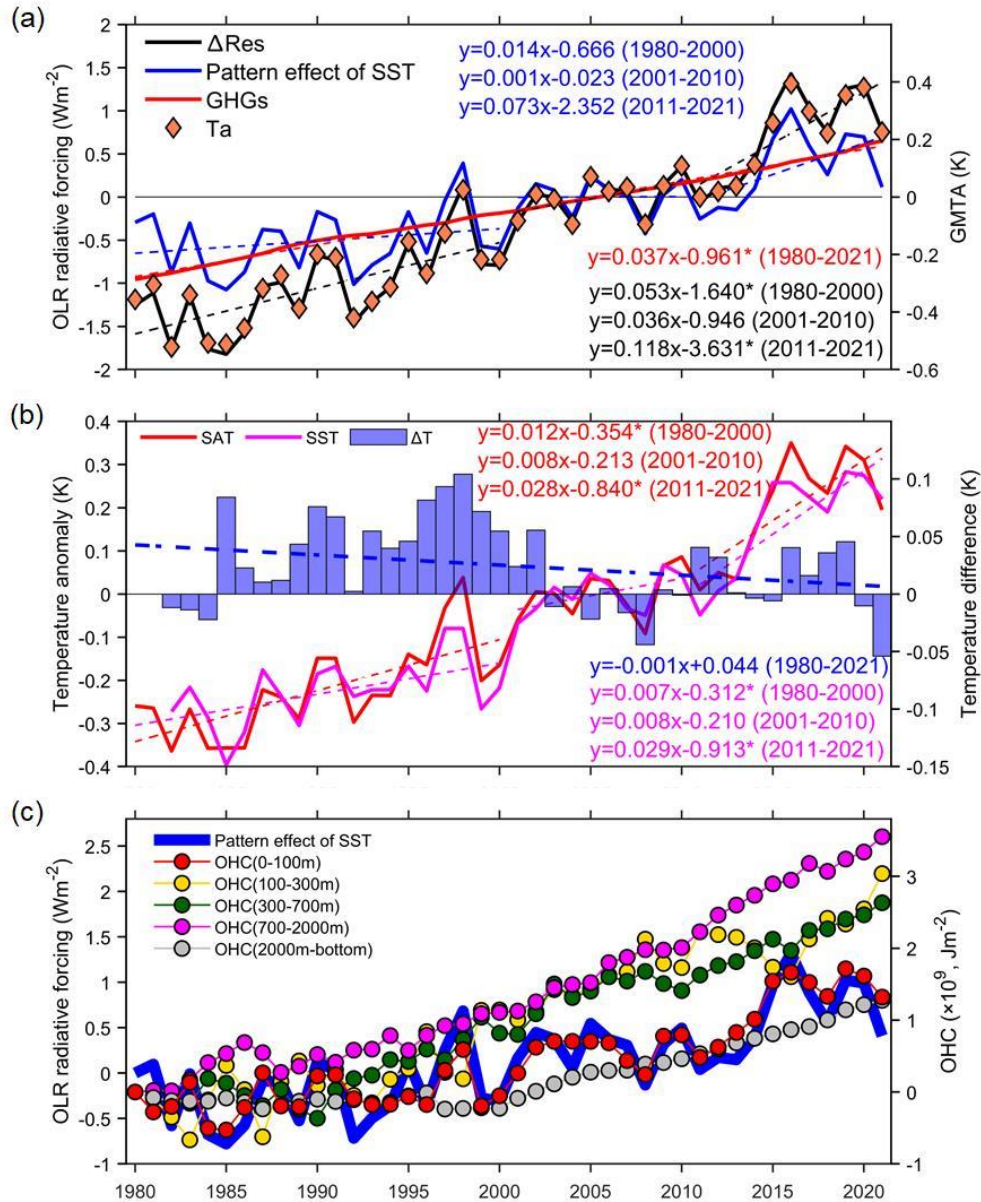 (a)
2
1.5
1
0.5
0
-0.5
-1
-1.5
-2
OLR radiative forcing (Wm-2)
ΔRes
Pattern effect of SST
GHGs
Ta
y=0.014x-0.666 (1980-2000)
y=0.001x-0.023 (2001-2010)
y=0.073x-2.352 (2011-2021)
0.4
0.2
0
-0.2
-0.4
-0.6
GMTA (K)
y=0.037x-0.961* (1980-2021)
y=0.053x-1.640* (1980-2000)
y=0.036x-0.946 (2001-2010)
y=0.118x-3.631* (2011-2021)
(b)
0.4
0.3
0.2
0.1
0
-0.1
-0.2
-0.3
-0.4
Temperature anomaly (K)
SAT SST ΔT
y=0.012x-0.354* (1980-2000)
y=0.008x-0.213 (2001-2010)
y=0.028x-0.840* (2011-2021)
0.1
0.05
0
-0.05
-0.1
-0.15
Temperature difference (K)
y=-0.001x+0.044 (1980-2021)
y=0.007x-0.312* (1980-2000)
y=0.008x-0.210 (2001-2010)
y=0.029x-0.913* (2011-2021)
(c)
2.5
2
1.5
1
0.5
0
-0.5
-1
OLR radiative forcing (Wm-2)
Pattern effect of SST
OHC(0-100m)
OHC(100-300m)
OHC(300-700m)
OHC(700-2000m)
OHC(2000m-bottom)
3
2
1
0
-1
OHC (×10^9, Jm-2)
1980 1985 1990 1995 2000 2005 2010 2015 2020